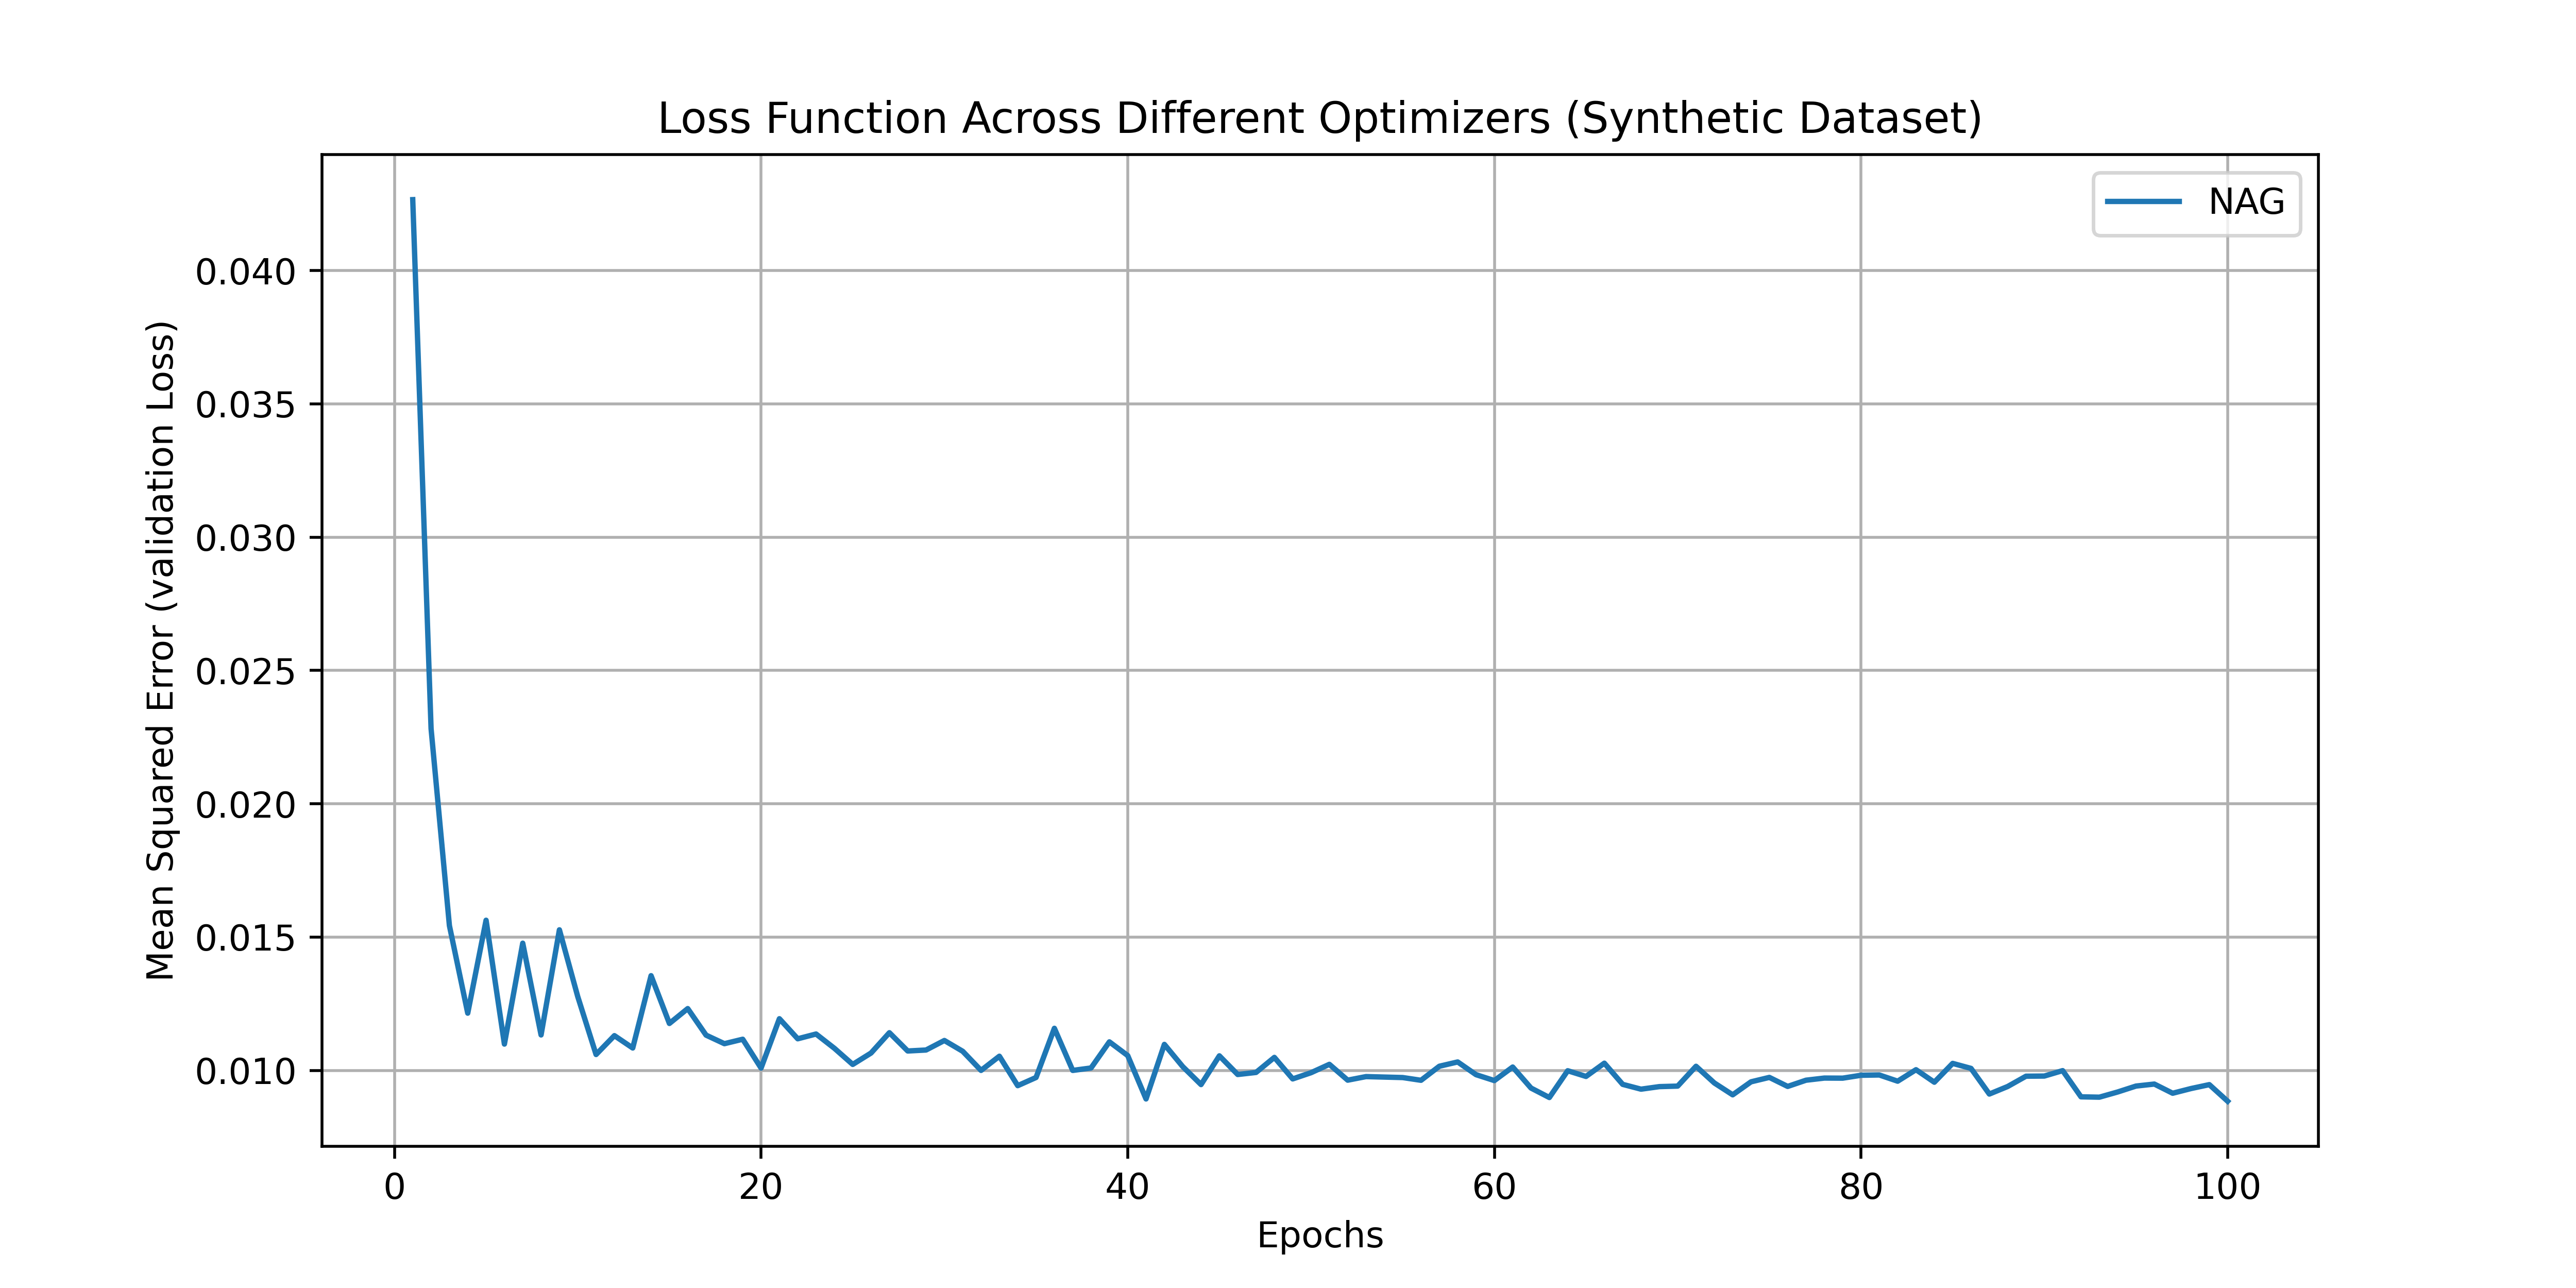 Loss Function Across Different Optimizers (Synthetic Dataset)
NAG
Mean Squared Error (validation Loss)
0.040
0.035
0.030
0.025
0.020
0.015
0.010
0 20 40 60 80 100
Epochs